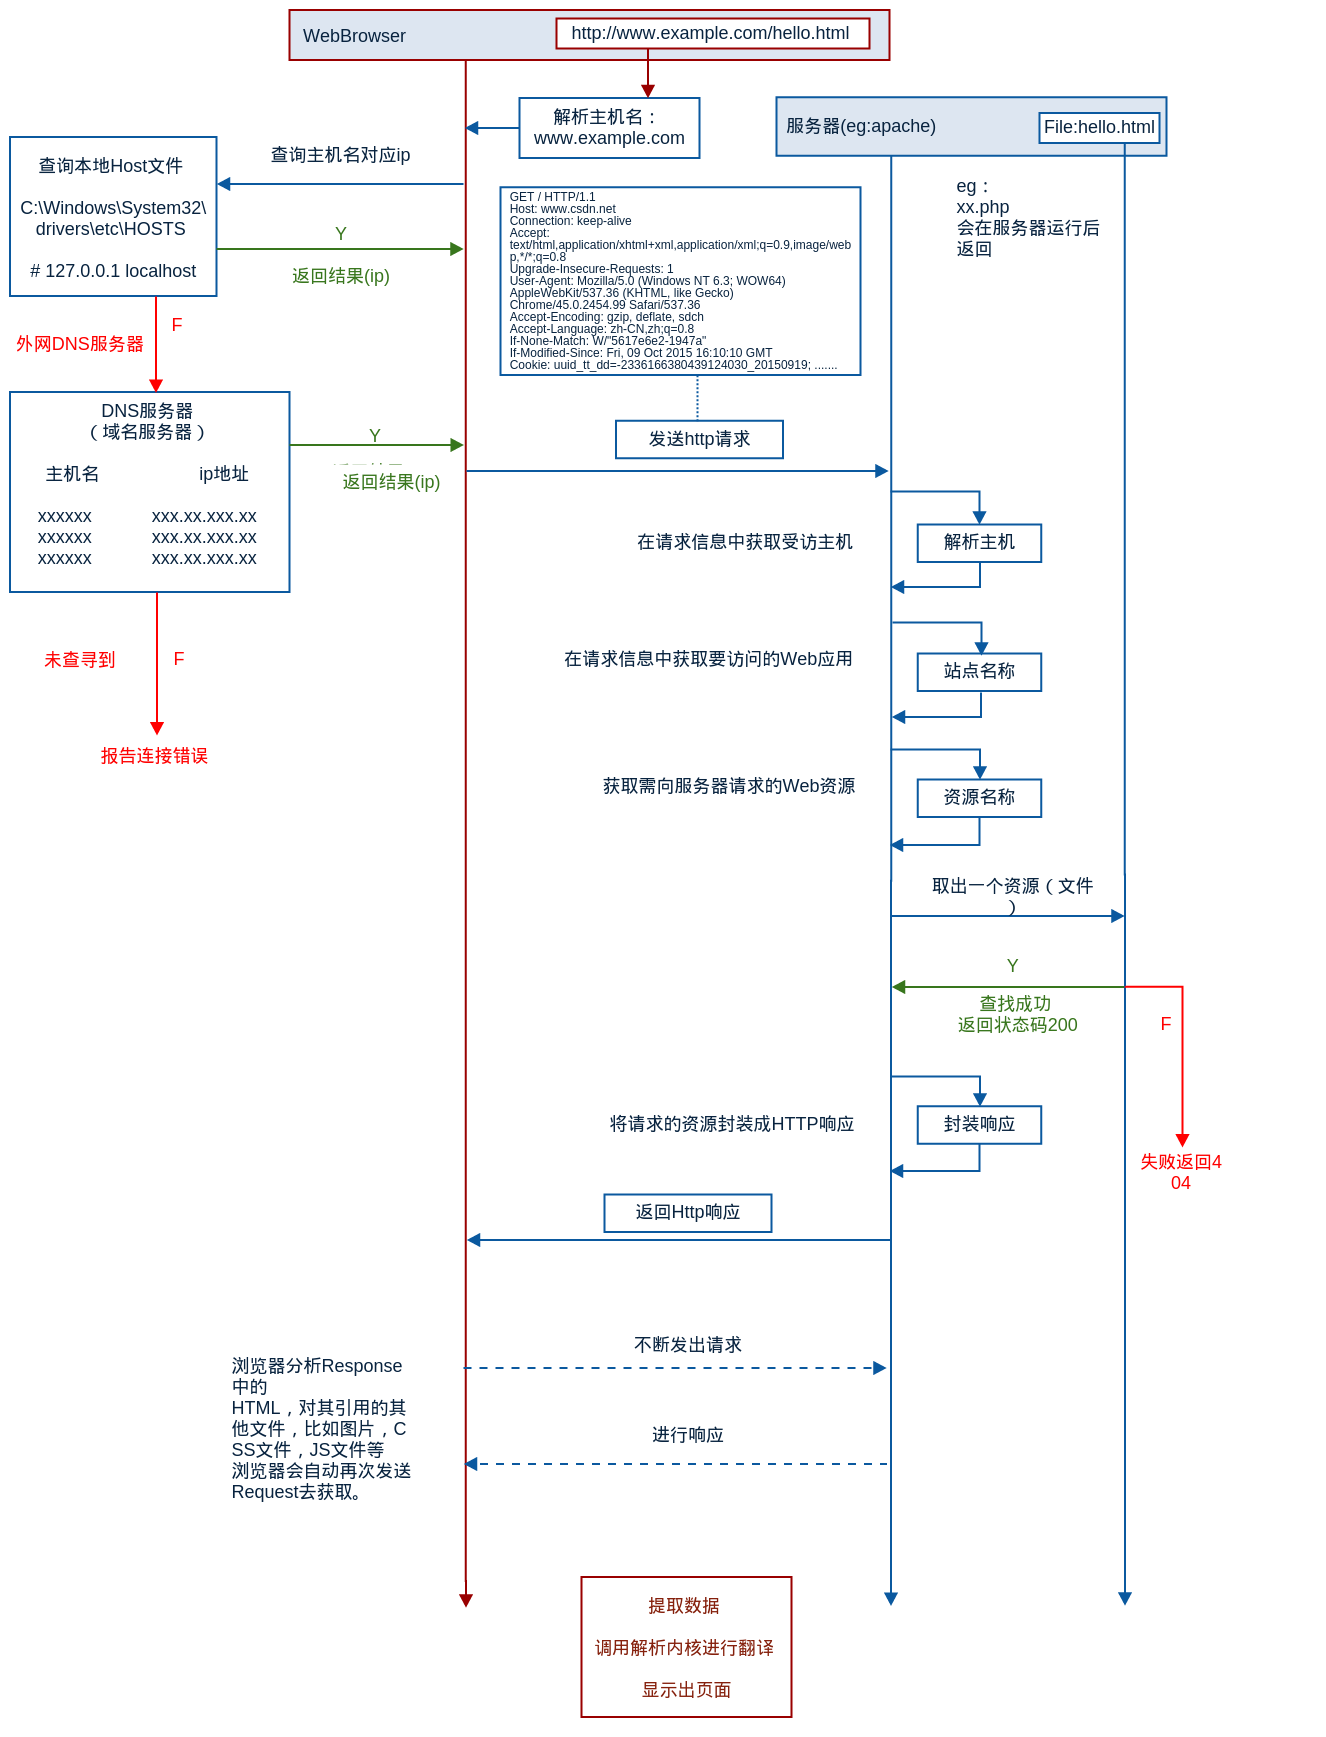 WebBrowser
http://www.example.com/hello.html
解析主机名：
www.example.com
服务器(eg:apache)
File:hello.html
查询本地Host文件
C:\Windows\System32\
drivers\etc\HOSTS
# 127.0.0.1 localhost
查询主机名对应ip
Y
返回结果(ip)
GET / HTTP/1.1
Host: www.csdn.net
Connection: keep-alive
Accept:
text/html,application/xhtml+xml,application/xml;q=0.9,image/web
p,*/*;q=0.8
Upgrade-Insecure-Requests: 1
User-Agent: Mozilla/5.0 (Windows NT 6.3; WOW64)
AppleWebKit/537.36 (KHTML, like Gecko)
Chrome/45.0.2454.99 Safari/537.36
Accept-Encoding: gzip, deflate, sdch
Accept-Language: zh-CN,zh;q=0.8
If-None-Match: W/"5617e6e2-1947a"
If-Modified-Since: Fri, 09 Oct 2015 16:10:10 GMT
Cookie: uuid_tt_dd=-2336166380439124030_20150919; .......
eg：
xx.php
会在服务器运行后
返回
F
外网DNS服务器
DNS服务器
（域名服务器）
主机名 ip地址
xxxxxx xxx.xx.xxx.xx
xxxxxx xxx.xx.xxx.xx
xxxxxx xxx.xx.xxx.xx
Y
返回结果(ip)
发送http请求
在请求信息中获取受访主机
解析主机
未查寻到
F
报告连接错误
在请求信息中获取要访问的Web应用
站点名称
获取需向服务器请求的Web资源
资源名称
取出一个资源（文件
）
Y
查找成功
返回状态码200
F
失败返回4
04
将请求的资源封装成HTTP响应
封装响应
返回Http响应
不断发出请求
浏览器分析Response
中的
HTML，对其引用的其
他文件，比如图片，C
SS文件，JS文件等
浏览器会自动再次发送
Request去获取。
进行响应
提取数据
调用解析内核进行翻译
显示出页面